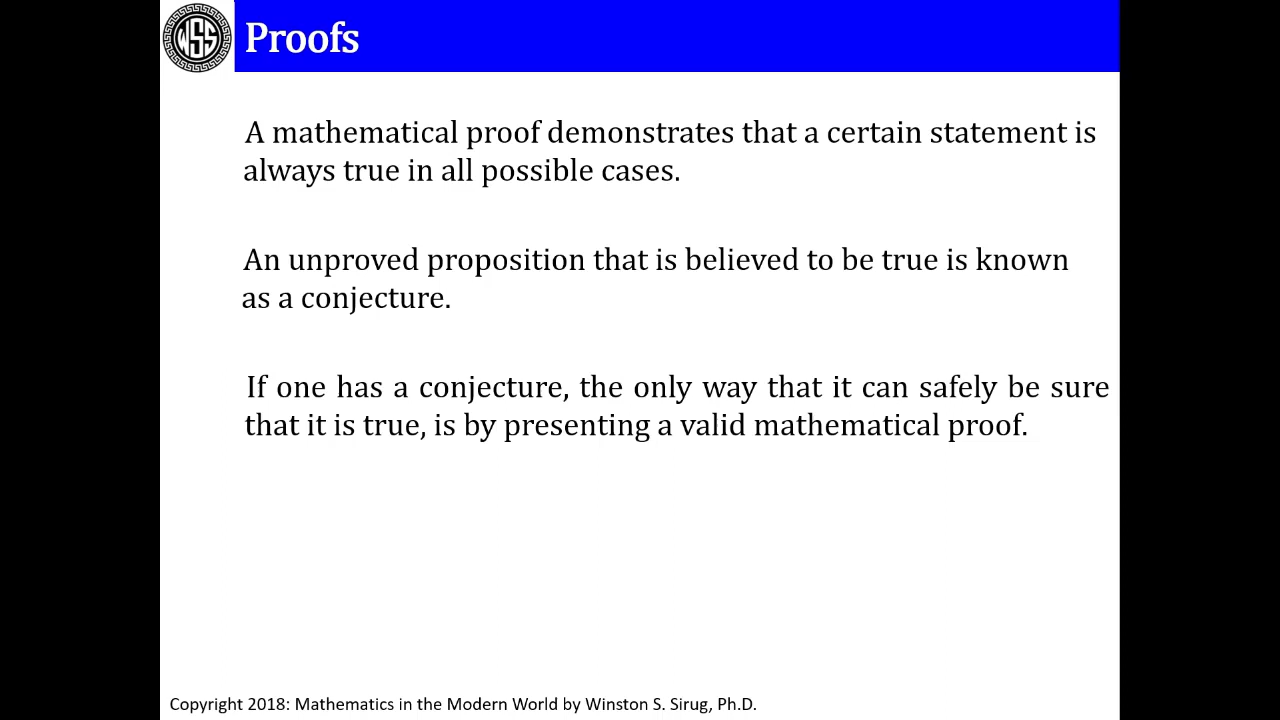 WSS
Proofs
A mathematical proof demonstrates that a certain statement is
always true in all possible cases.
An unproved proposition that is believed to be true is known
as a conjecture.
If one has a conjecture, the only way that it can safely be sure
that it is true, is by presenting a valid mathematical proof.
Copyright 2018: Mathematics in the Modern World by Winston S. Sirug, Ph.D.